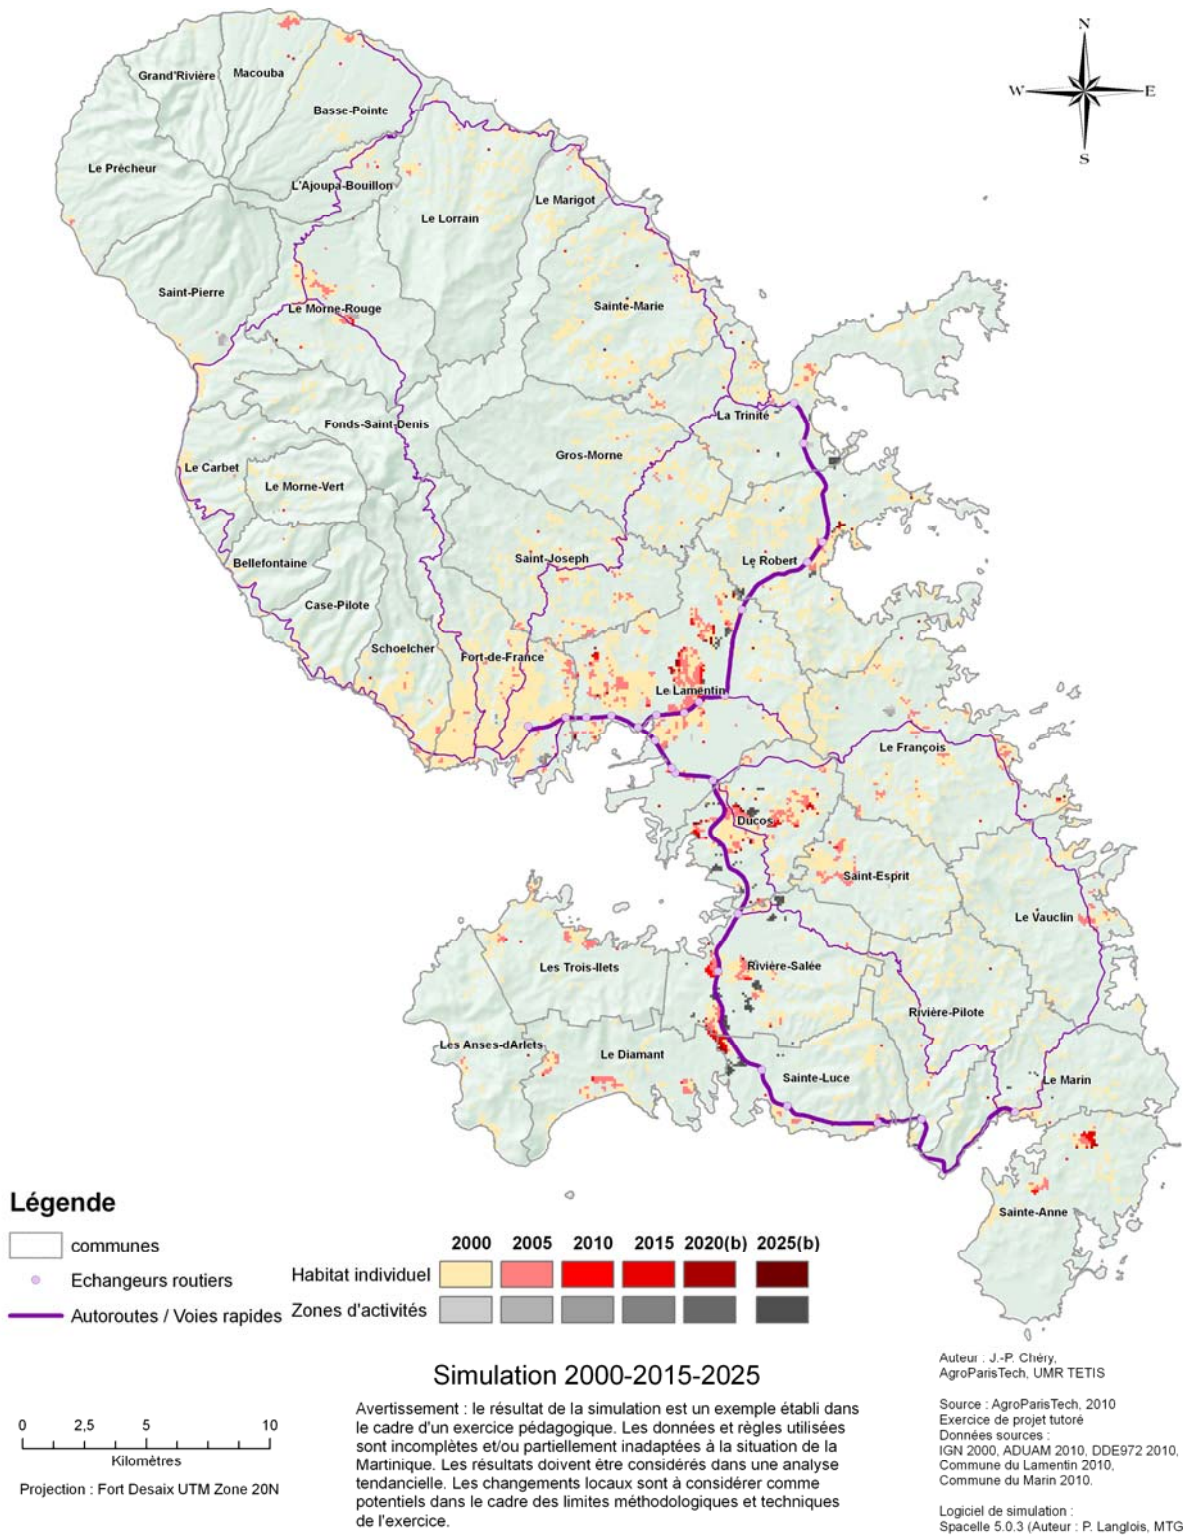 N
W
E
S
Grand'Rivière
Macouba
Basse-Pointe
Le Prêcheur
L'Ajoupa-Bouillon
Le Lorrain
Le Marigot
Saint-Pierre
Sainte-Marie
Le Morne-Rouge
La Trinité
Fonds-Saint-Denis
Gros-Morne
Le Carbet
Le Morne-Vert
Saint-Joseph
Le Robert
Bellefontaine
Case-Pilote
Schoelcher
Fort-de-France
Le Lamentin
Le François
Ducos
Saint-Esprit
Le Vauclin
Les Trois-Ilets
Rivière-Salée
Rivière-Pilote
Les Anses-dArlets
Le Diamant
Sainte-Luce
Le Marin
Sainte-Anne
Légende
communes
Echangeurs routiers
Autoroutes / Voies rapides
2000 2005 2010 2015 2020(b) 2025(b)
Habitat individuel
Zones d'activités
0 2,5 5 10
Kilomètres
Projection : Fort Desaix UTM Zone 20N
Simulation 2000-2015-2025
Avertissement : le résultat de la simulation est un exemple établi dans
le cadre d'un exercice pédagogique. Les données et règles utilisées
sont incomplètes et/ou partiellement inadaptées à la situation de la
Martinique. Les résultats doivent être considérés dans une analyse
tendancielle. Les changements locaux sont à considérer comme
potentiels dans le cadre des limites méthodologiques et techniques
de l'exercice.
Auteur : J.-P. Chéry,
AgroParisTech, UMR TETIS
Source : AgroParisTech, 2010
Exercice de projet tutoré
Données sources :
IGN 2000, ADUAM 2010, DDE972 2010,
Commune du Lamentin 2010,
Commune du Marin 2010.
Logiciel de simulation :
Spacelle 5.0.3 (Auteur : P. Langlois, MTG